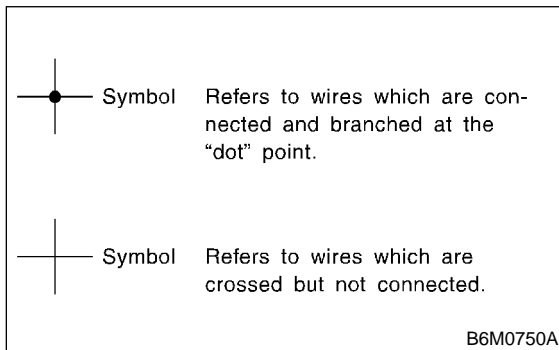 Symbol Refers to wires which are con-
nected and branched at the
“dot” point.
Symbol Refers to wires which are
crossed but not connected.
B6M0750A